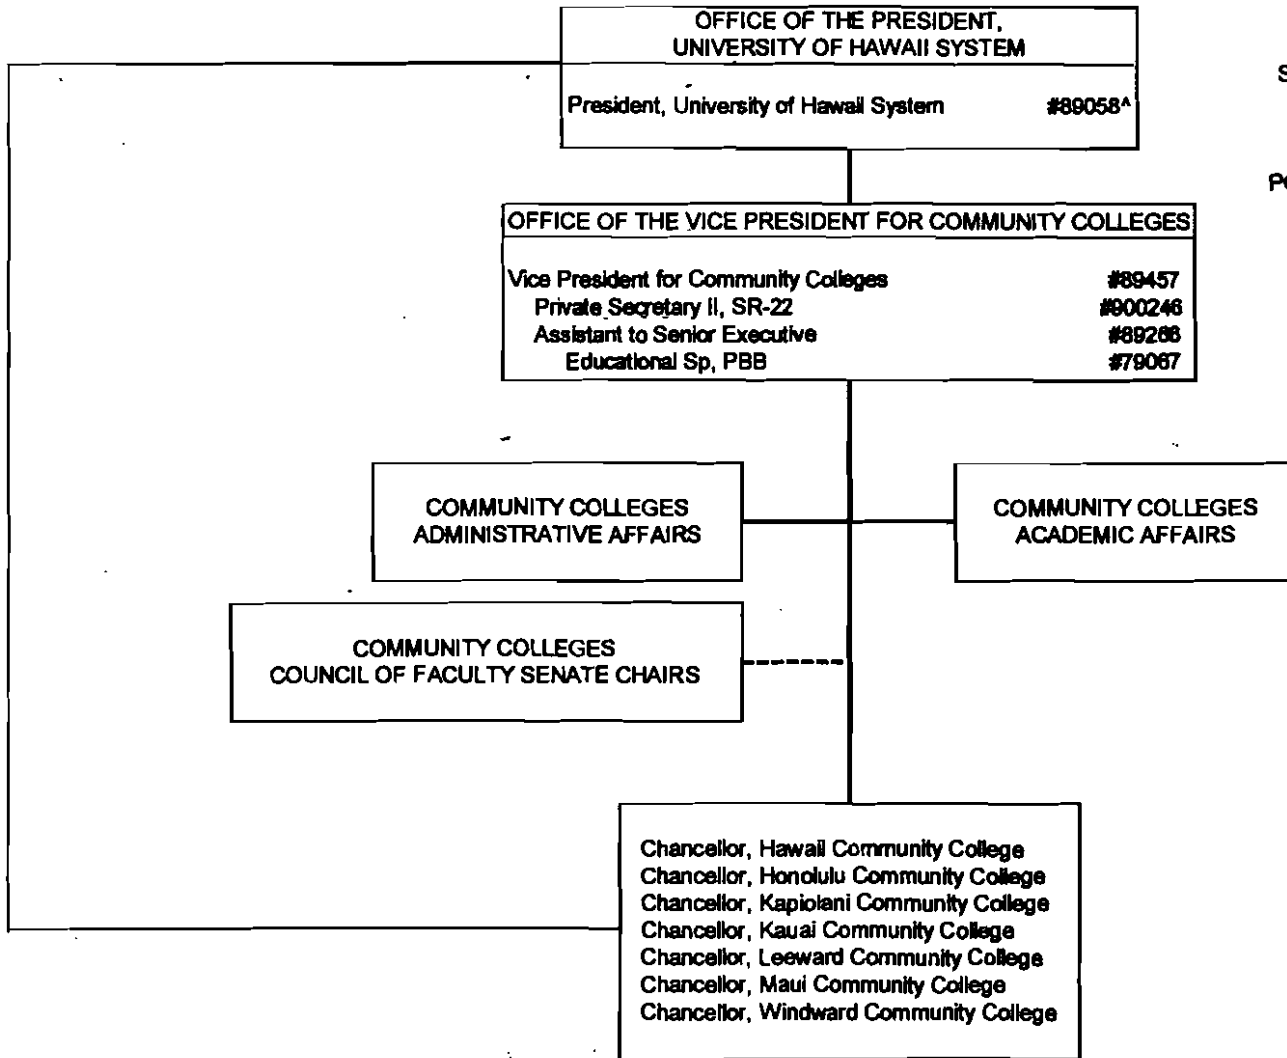 OFFICE OF THE PRESIDENT,
UNIVERSITY OF HAWAII SYSTEM
President, University of Hawaii System #89058^
OFFICE OF THE VICE PRESIDENT FOR COMMUNITY COLLEGES
Vice President for Community Colleges #89457
Private Secretary II, SR-22 #900246
Assistant to Senior Executive #89266
Educational Sp, PBB #79067
COMMUNITY COLLEGES
ADMINISTRATIVE AFFAIRS
COMMUNITY COLLEGES
ACADEMIC AFFAIRS
COMMUNITY COLLEGES
COUNCIL OF FACULTY SENATE CHAIRS
Chancellor, Hawaii Community College
Chancellor, Honolulu Community College
Chancellor, Kapiolani Community College
Chancellor, Kauai Community College
Chancellor, Leeward Community College
Chancellor, Maui Community College
Chancellor, Windward Community College